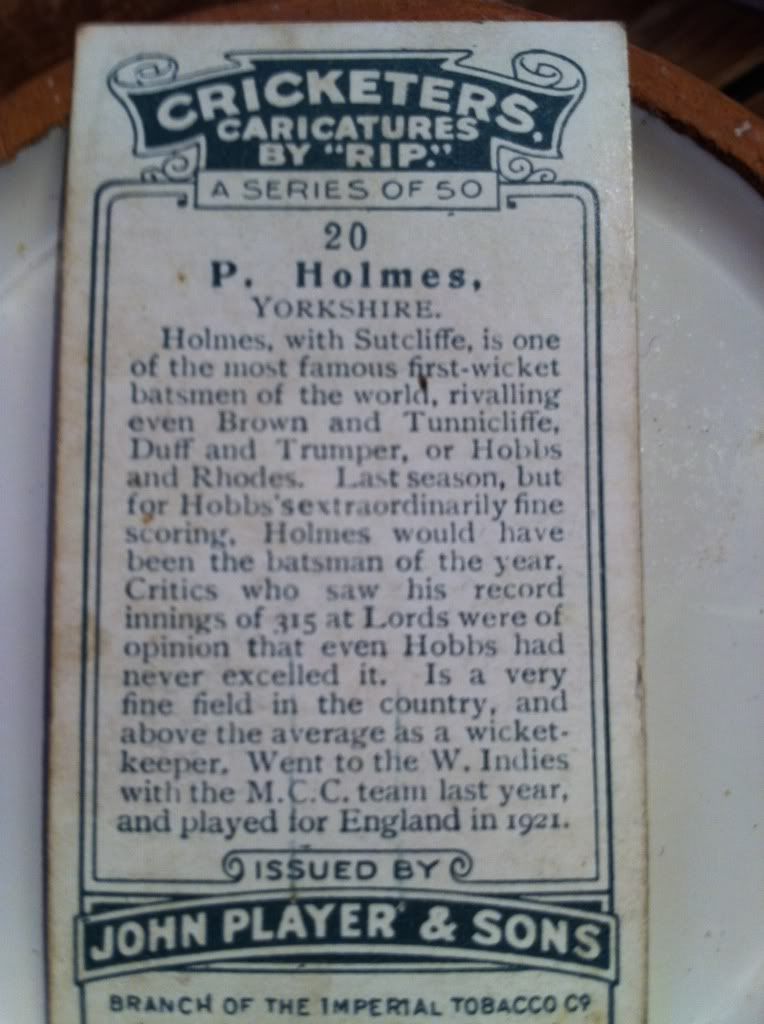 CRICKETERS,
CARICATURES
BY "RIP."
A SERIES OF 50
20
P. Holmes,
YORKSHIRE.
Holmes, with Sutcliffe, is one
of the most famous first-wicket
batsmen of the world, rivalling
even Brown and Tunnicliffe,
Duff and Trumper, or Hobbs
and Rhodes. Last season, but
for Hobbs's extraordinarily fine
scoring, Holmes would have
been the batsman of the year.
Critics who saw his record
innings of 315 at Lords were of
opinion that even Hobbs had
never excelled it. Is a very
fine field in the country, and
above the average as a wicket-
keeper. Went to the W. Indies
with the M.C.C. team last year,
and played for England in 1921.
ISSUED BY
JOHN PLAYER & SONS
BRANCH OF THE IMPERIAL TOBACCO Co